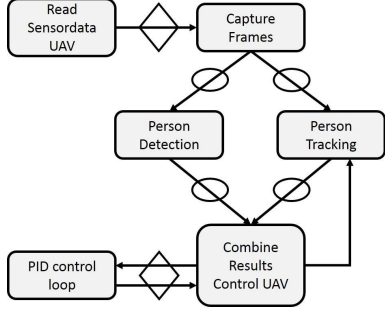 Read
Sensordata
UAV
Capture
Frames
Person
Detection
Person
Tracking
Combine
Results
Control UAV
PID control
loop